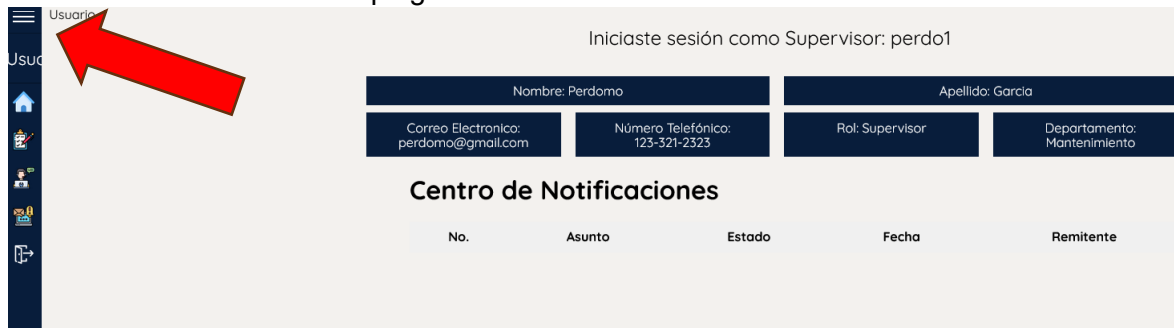 Usuario
Iniciaste sesión como Supervisor: perdo1
Usuc
Nombre: Perdomo
Apellido: Garcia
Correo Electronico:
perdomo@gmail.com
Número Telefónico:
123-321-2323
Rol: Supervisor
Departamento:
Mantenimiento
Centro de Notificaciones
No. Asunto Estado Fecha Remitente